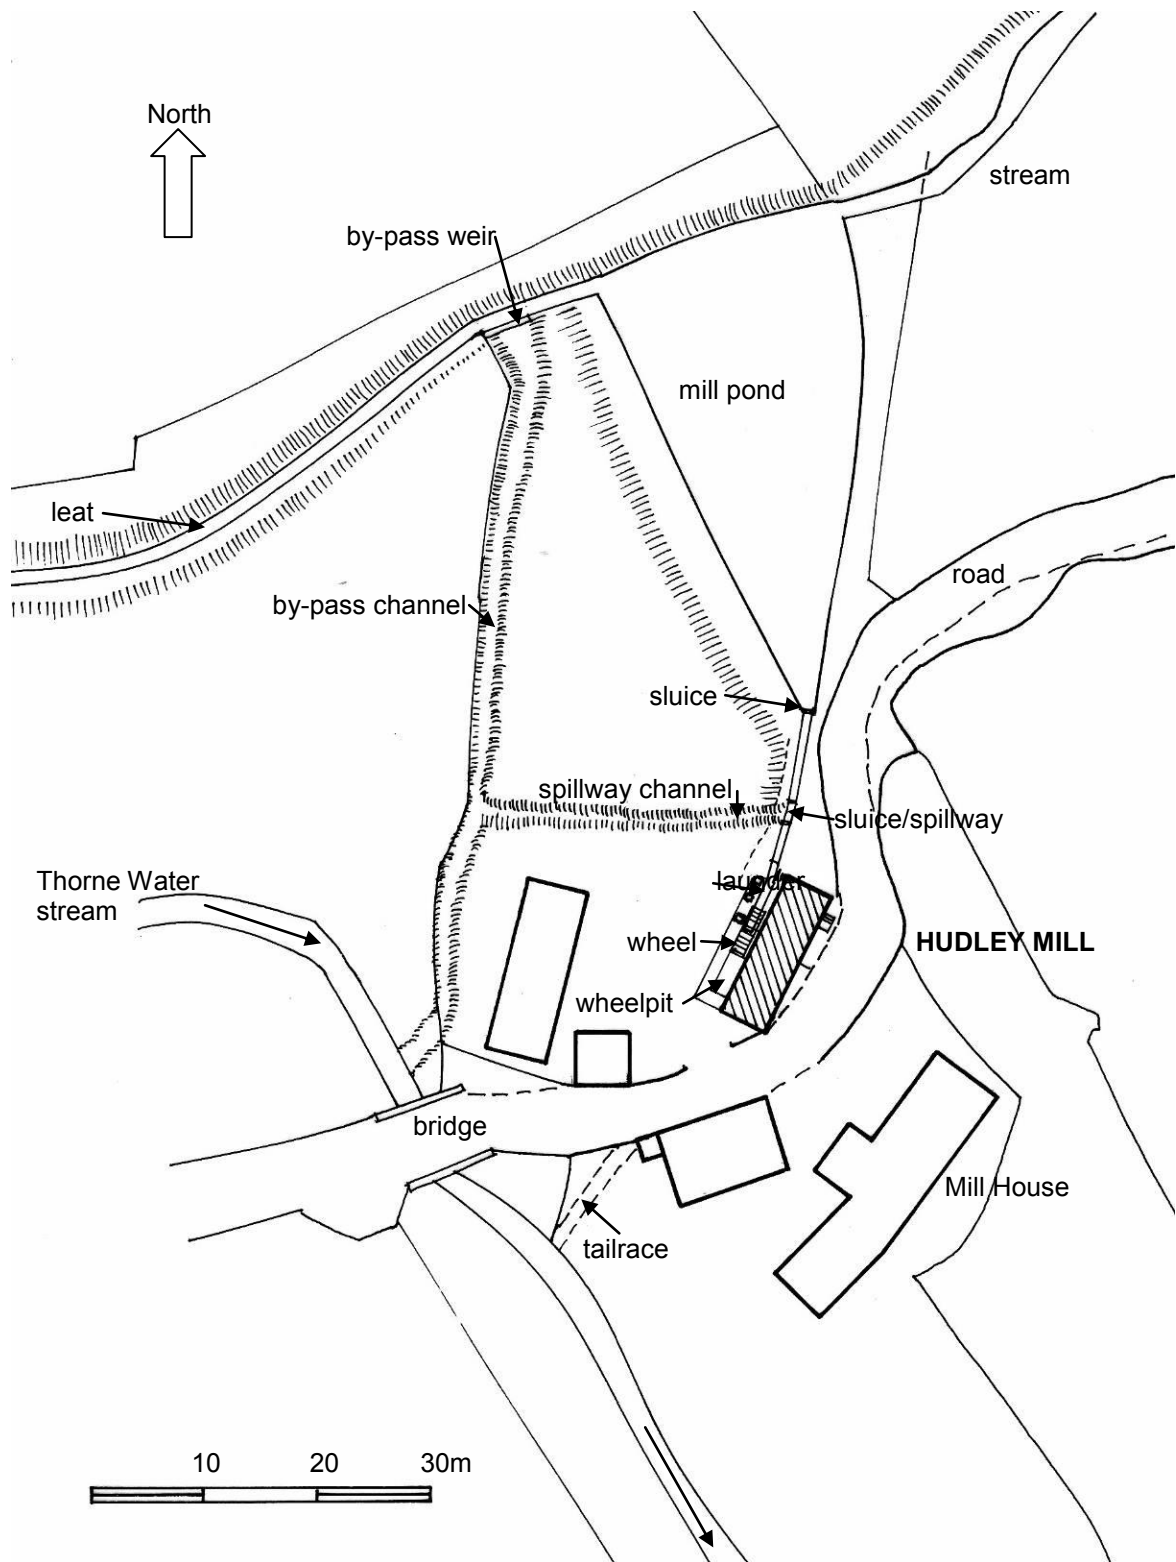 North
stream
by-pass weir
mill pond
leat
road
by-pass channel
sluice
spillway channel
sluice/spillway
Thorne Water
stream
launder
wheel
HUDLEY MILL
wheelpit
bridge
Mill House
tailrace
10 20 30m